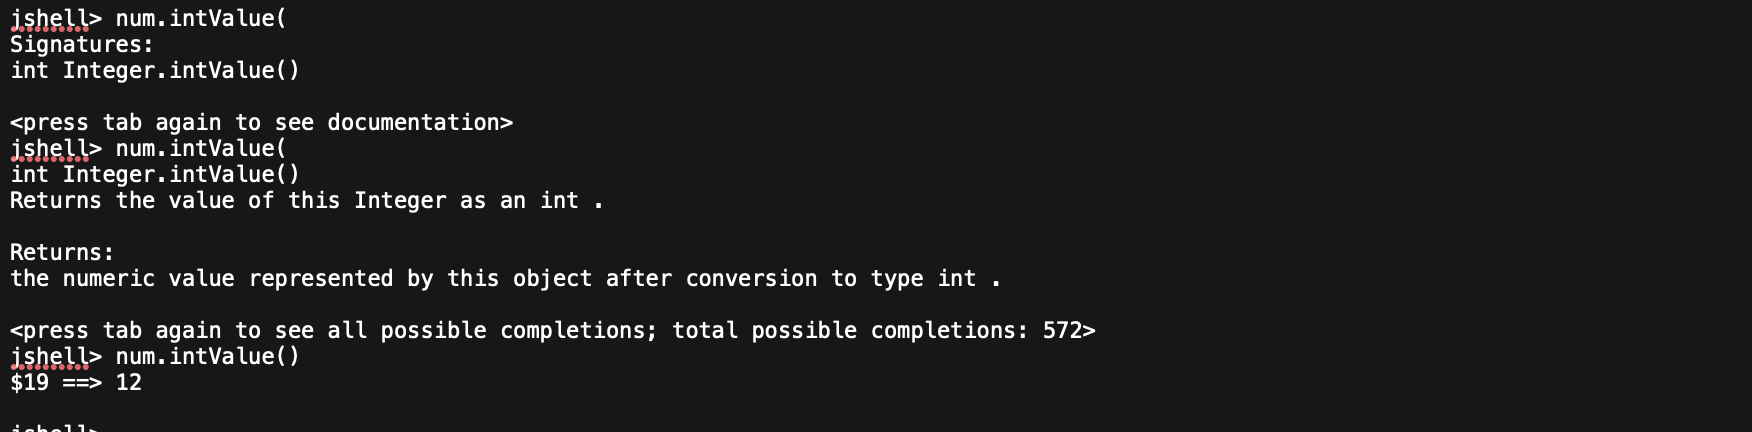 jshell> num.intValue(
Signatures:
int Integer.intValue()
<press tab again to see documentation>
jshell> num.intValue(
int Integer.intValue()
Returns the value of this Integer as an int .
Returns:
the numeric value represented by this object after conversion to type int .
<press tab again to see all possible completions; total possible completions: 572>
jshell> num.intValue()
$19 ==> 12
jshell>